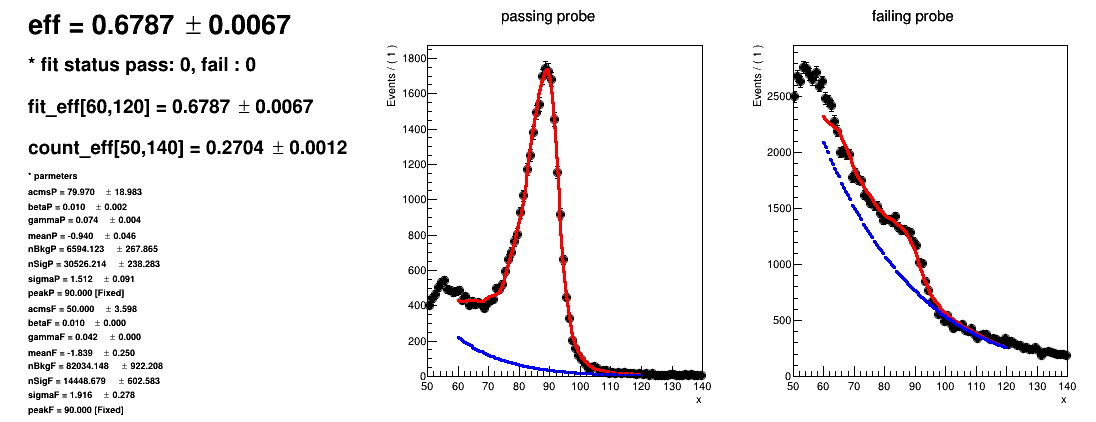 eff = 0.6787 ± 0.0067
* fit status pass: 0, fail : 0
fit_eff[60,120] = 0.6787 ± 0.0067
count_eff[50,140] = 0.2704 ± 0.0012
* parmeters
acmsP = 79.970 ± 18.983
betaP = 0.010 ± 0.002
gammaP = 0.074 ± 0.004
meanP = -0.940 ± 0.046
nBkgP = 6594.123 ± 267.865
nSigP = 30526.214 ± 238.283
sigmaP = 1.512 ± 0.091
peakP = 90.000 [Fixed]
acmsF = 50.000 ± 3.598
betaF = 0.010 ± 0.000
gammaF = 0.042 ± 0.000
meanF = -1.839 ± 0.250
nBkgF = 82034.148 ± 922.208
nSigF = 14448.679 ± 602.583
sigmaF = 1.916 ± 0.278
peakF = 90.000 [Fixed]
passing probe
Events / ( 1 )
1800
1600
1400
1200
1000
800
600
400
200
0
50 60 70 80 90 100 110 120 130 140
x
failing probe
Events / ( 1 )
2500
2000
1500
1000
500
0
50 60 70 80 90 100 110 120 130 140
x